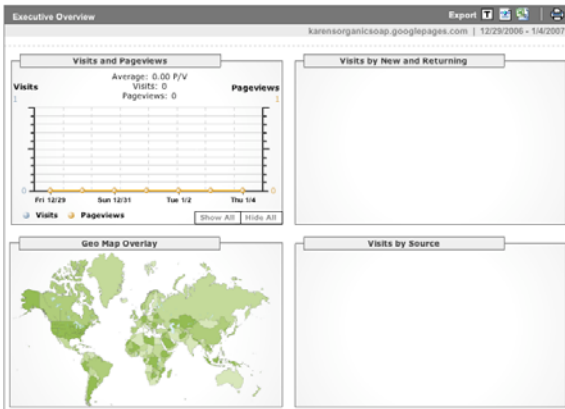 Executive Overview
Export T
karensorganicsoap.googlepages.com | 12/29/2006 - 1/4/2007
Visits and Pageviews
Average: 0.00 P/V
Visits: 0
Pageviews: 0
Visits
Pageviews
1
1
0
0
Fri 12/29 Sun 12/31 Tue 1/2 Thu 1/4
Visits Pageviews
Show All Hide All
Visits by New and Returning
Geo Map Overlay
Visits by Source